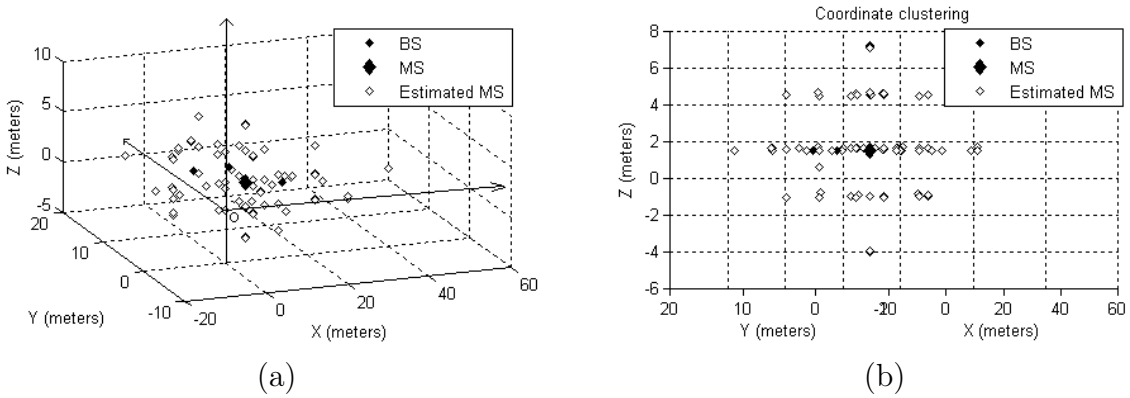 10
5
0
-5
Z (meters)
20
10
0
-10
Y (meters)
-20
0
20
40
60
X (meters)
O
BS
MS
Estimated MS
(a)
Coordinate clustering
8
6
4
2
0
-2
-4
-6
Z (meters)
20
10
0
0
20
40
60
Y (meters)
X (meters)
BS
MS
Estimated MS
(b)